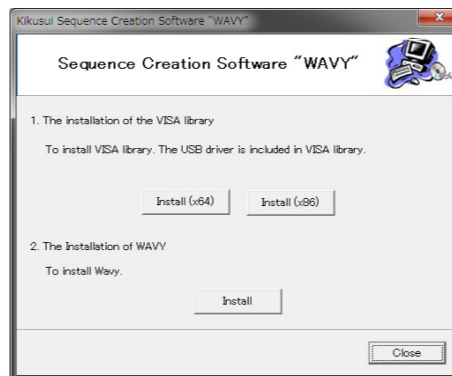 Kikusui Sequence Creation Software "WAVY"
Sequence Creation Software "WAVY"
1. The installation of the VISA library
To install VISA library. The USB driver is included in VISA library.
Install (x64)
Install (x86)
2. The Installation of WAVY
To install Wavy.
Install
Close